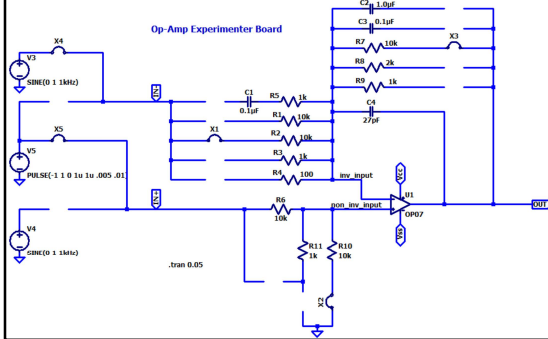 Op-Amp Experimenter Board
C2 1.0µF
C3 0.1µF
R7 10k
X3
R8 2k
R9 1k
C4
27pF
X4
V3
SINE(0 1 1kHz)
IN-
C1
0.1µF
R5 1k
R1 10k
X1
R2 10k
R3 1k
R4 100
X5
V5
PULSE(-1 1 0 1u 1u .005 .01)
inv_input
Vcc
U1
OP07
OUT
IN+
R6
10k
non_inv_input
Vss
V4
SINE(0 1 1kHz)
R11
1k
R10
10k
.tran 0.05
X2